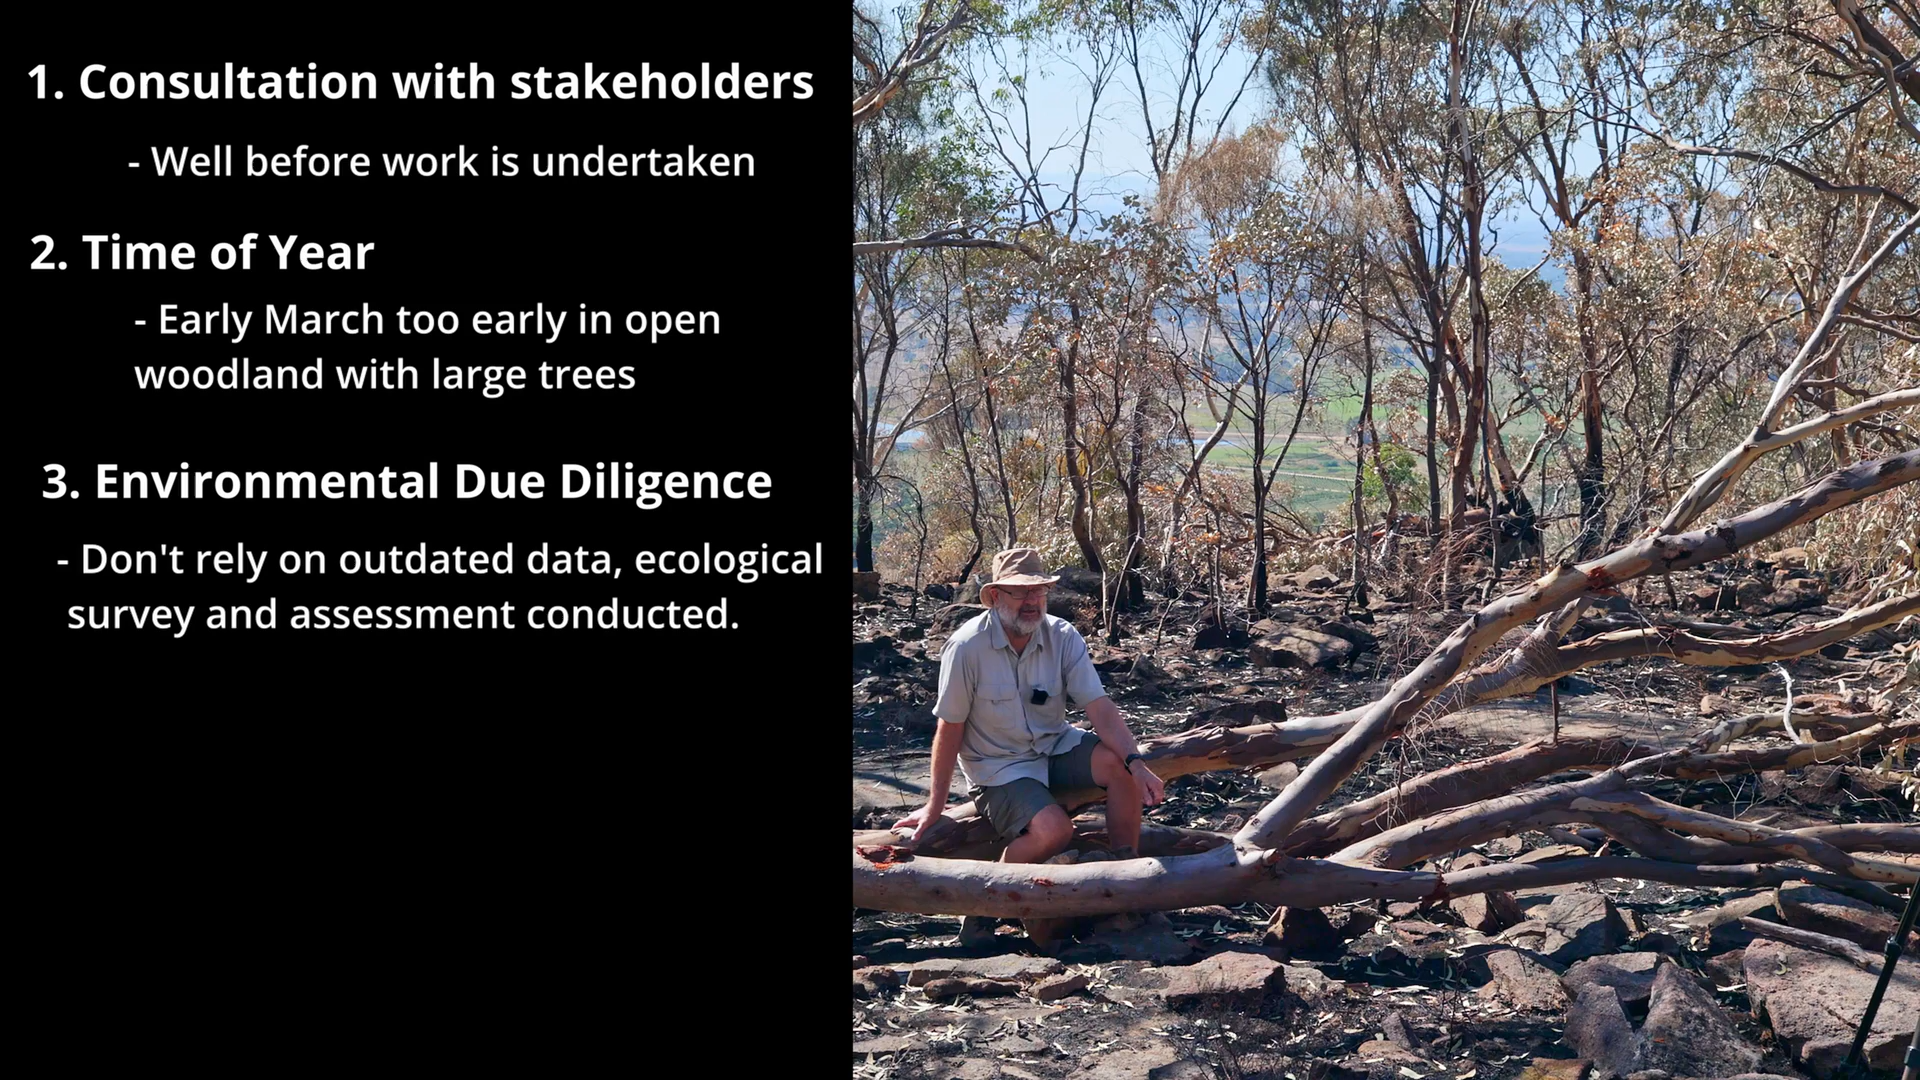 1. Consultation with stakeholders
- Well before work is undertaken
2. Time of Year
- Early March too early in open
woodland with large trees
3. Environmental Due Diligence
- Don't rely on outdated data, ecological
survey and assessment conducted.